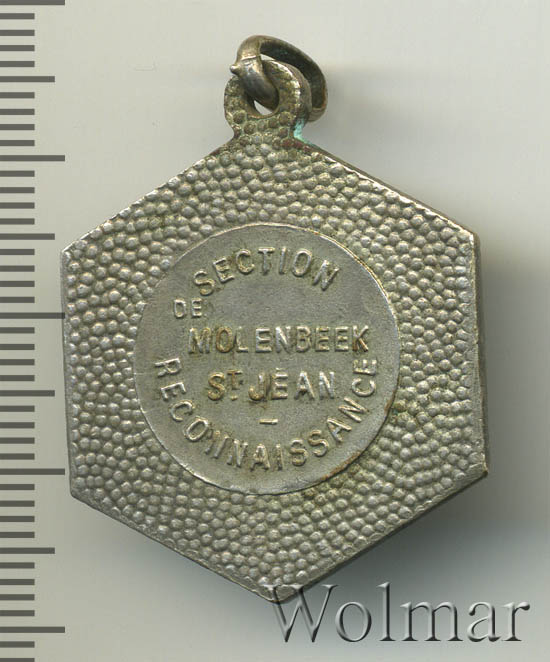 SECTION
DE
MOLENBEEK
ST JEAN
–
RECONNAISSANCE
Wolmar